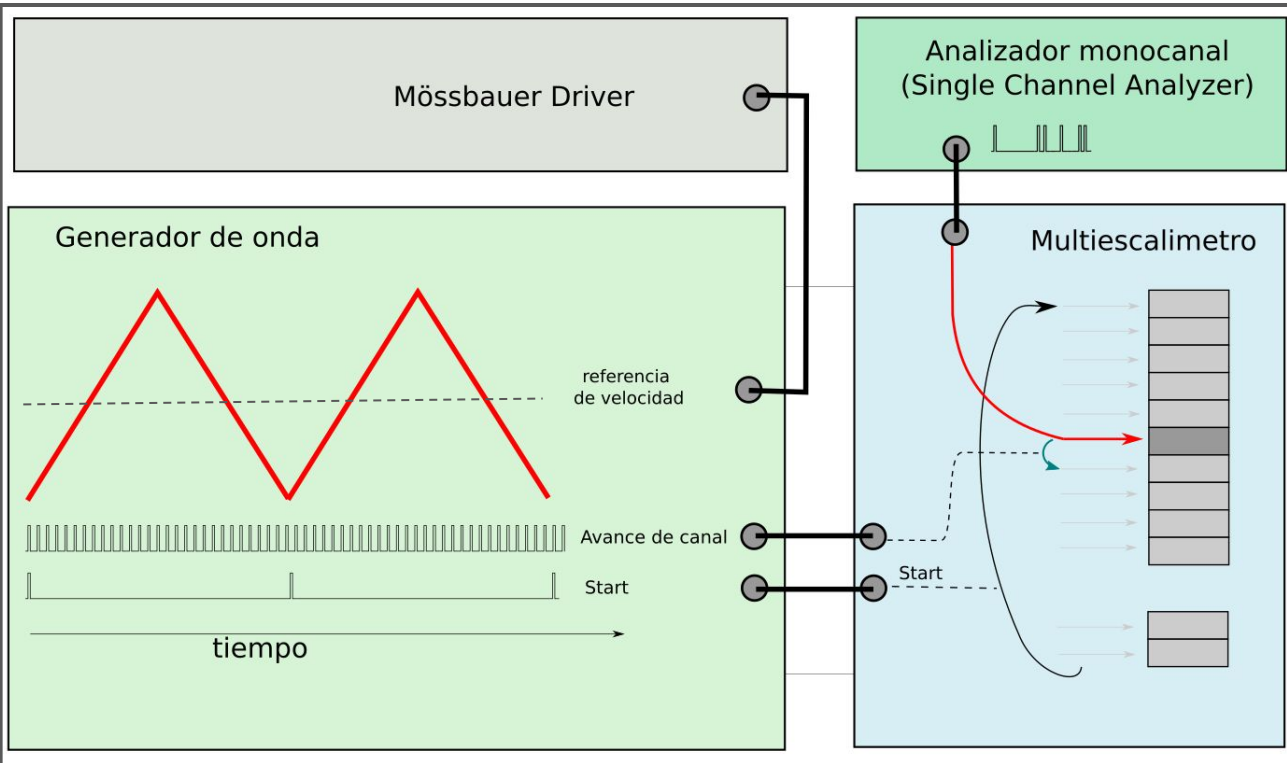 Mössbauer Driver
Analizador monocanal
(Single Channel Analyzer)
Generador de onda
Multiescalimetro
referencia
de velocidad
Avance de canal
Start
Start
tiempo